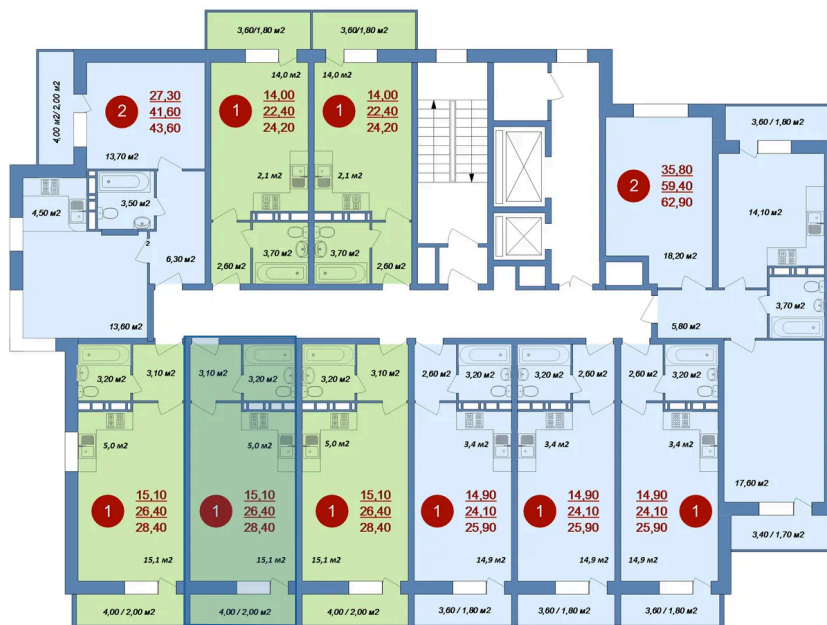 3,60/1,80 м2
3,60/1,80 м2
4,00 м2/ 2,00 м2
2
27,30
41,60
43,60
13,70 м2
14,0 м2
1
14,00
22,40
24,20
2,1 м2
14,0 м2
1
14,00
22,40
24,20
2,1 м2
3,60 / 1,80 м2
2
35,80
59,40
62,90
18,20 м2
14,10 м2
4,50 м2
3,50 м2
2
6,30 м2
13,60 м2
2,60 м2
3,70 м2
3,70 м2
2,60 м2
5,80 м2
3,70 м2
17,60 м2
3,40 / 1,70 м2
3,20 м2
3,10 м2
3,10 м2
3,20 м2
3,20 м2
3,10 м2
2,60 м2
3,20 м2
3,20 м2
2,60 м2
2,60 м2
3,20 м2
5,0 м2
5,0 м2
5,0 м2
3,4 м2
3,4 м2
3,4 м2
1
15,10
26,40
28,40
15,1 м2
1
15,10
26,40
28,40
15,1 м2
1
15,10
26,40
28,40
15,1 м2
1
14,90
24,10
25,90
14,9 м2
1
14,90
24,10
25,90
14,9 м2
14,90
24,10
25,90
1
14,9 м2
4,00 / 2,00 м2
4,00 / 2,00 м2
4,00 / 2,00 м2
3,60 / 1,80 м2
3,60 / 1,80 м2
3,60 / 1,80 м2